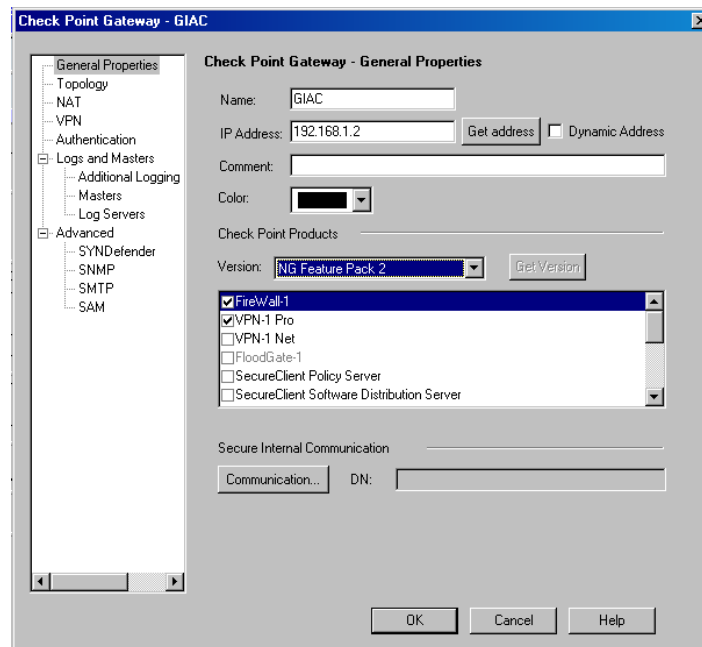 Check Point Gateway - GIAC
General Properties
Topology
NAT
VPN
Authentication
Logs and Masters
Additional Logging
Masters
Log Servers
Advanced
SYNDefender
SNMP
SMTP
SAM
Check Point Gateway - General Properties
Name: GIAC
IP Address: 192.168.1.2 Get address Dynamic Address
Comment:
Color:
Check Point Products
Version: NG Feature Pack 2 Get Version
FireWall-1
VPN-1 Pro
VPN-1 Net
FloodGate-1
SecureClient Policy Server
SecureClient Software Distribution Server
Secure Internal Communication
Communication... DN:
OK Cancel Help